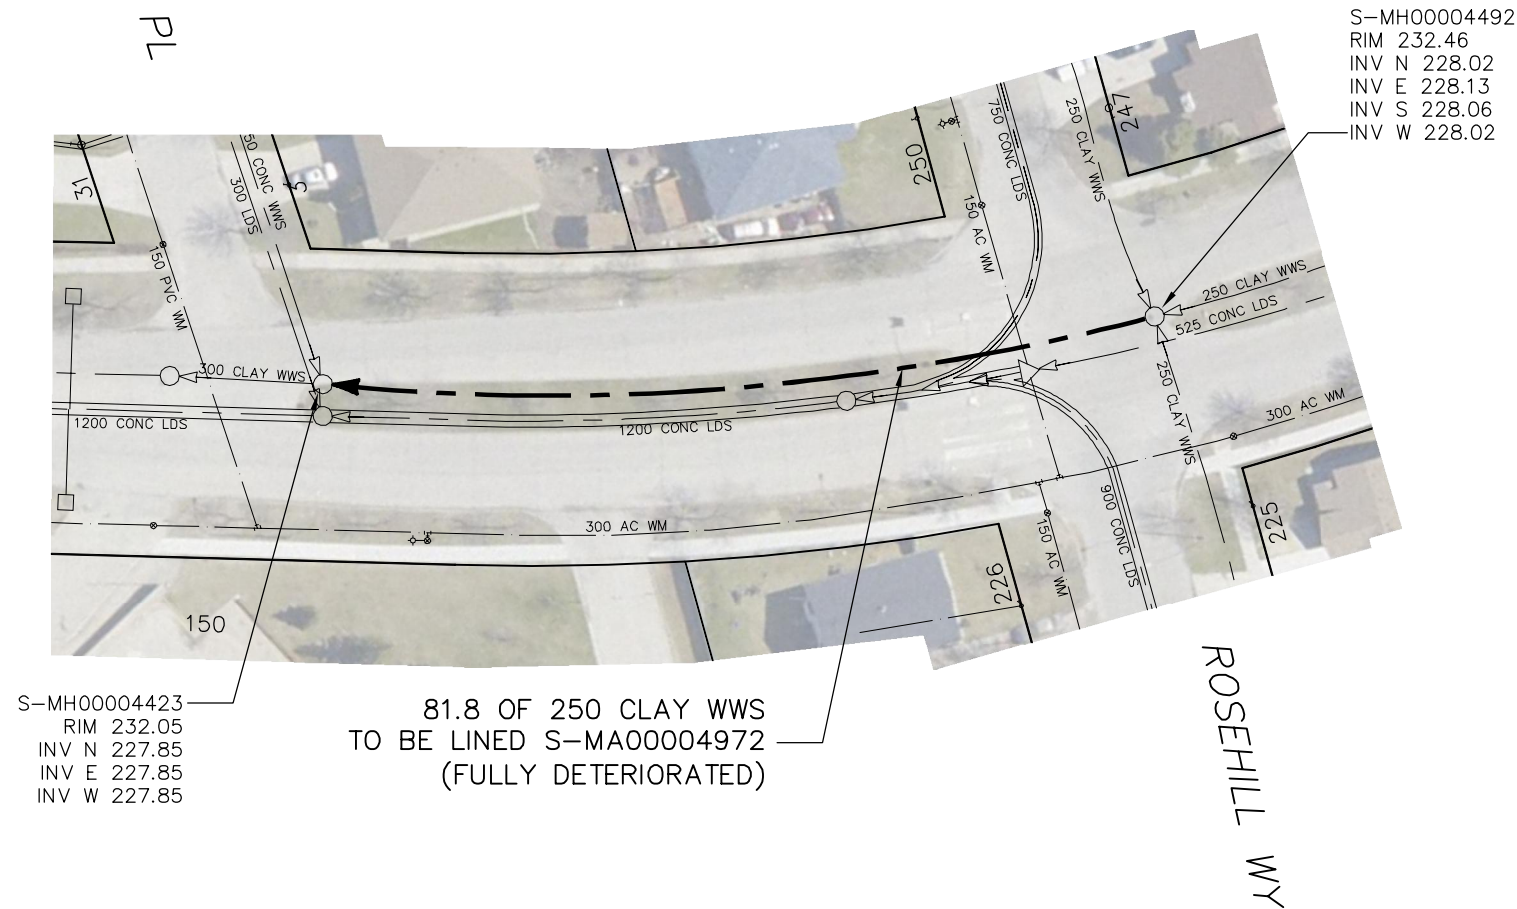 PL
S-MH00004492
RIM 232.46
INV N 228.02
INV E 228.13
INV S 228.06
INV W 228.02
31
150 PVC WM
50 CONC WWS
300 LDS
3
250
150 AC WM
750 CONC LDS
250 CLAY WWS
247
250 CLAY WWS
525 CONC LDS
250 CLAY WWS
300 CLAY WWS
1200 CONC LDS
1200 CONC LDS
300 AC WM
300 AC WM
900 CONC LDS
150 AC WM
225
226
150
S-MH00004423
RIM 232.05
INV N 227.85
INV E 227.85
INV W 227.85
81.8 OF 250 CLAY WWS
TO BE LINED S-MA00004972
(FULLY DETERIORATED)
ROSEHILL WY